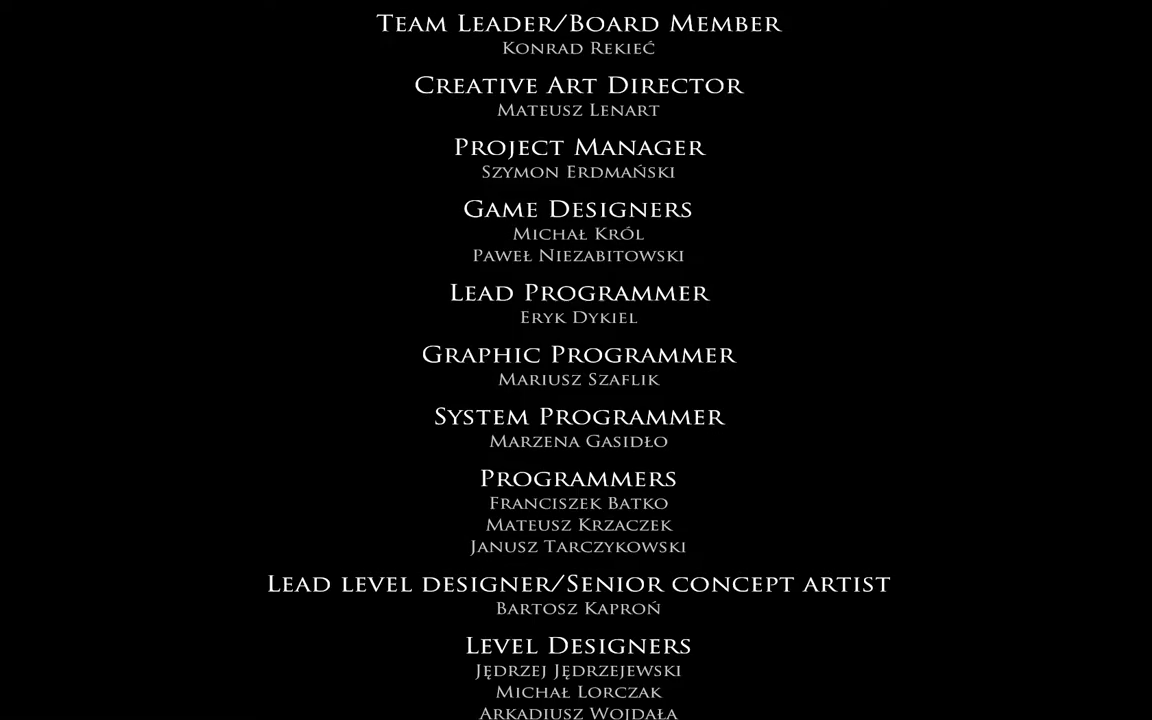 Team Leader/Board Member
Konrad Rekieć
Creative Art Director
Mateusz Lenart
Project Manager
Szymon Erdmański
Game Designers
Michał Król
Paweł Niezabitowski
Lead Programmer
Eryk Dykiel
Graphic Programmer
Mariusz Szaflik
System Programmer
Marzena Gasidło
Programmers
Franciszek Batko
Mateusz Krzaczek
Janusz Tarczykowski
Lead level designer/Senior concept artist
Bartosz Kaproń
Level Designers
Jędrzej Jędrzejewski
Michał Lorczak
Arkadiusz Wojdała